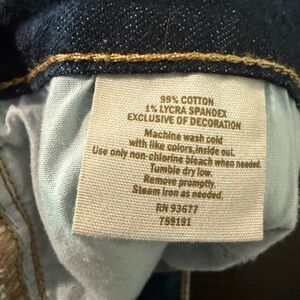 99% COTTON
1% LYCRA SPANDEX
EXCLUSIVE OF DECORATION
Machine wash cold
with like colors, inside out.
Use only non-chlorine bleach when needed.
Tumble dry low.
Remove promptly.
Steam iron as needed.
RN 93677
T59191